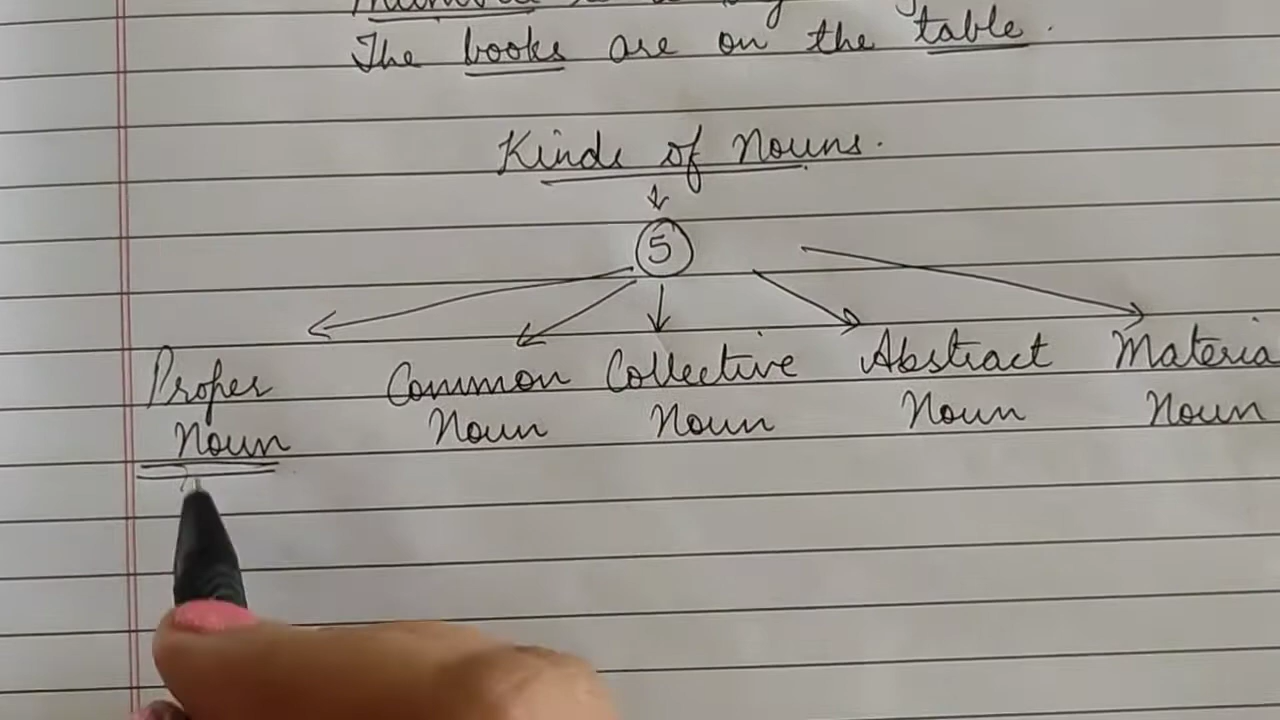 The books are on the table.
Kinds of Nouns.
5
Proper Common Collective Abstract Materia
Noun Noun Noun Noun Noun